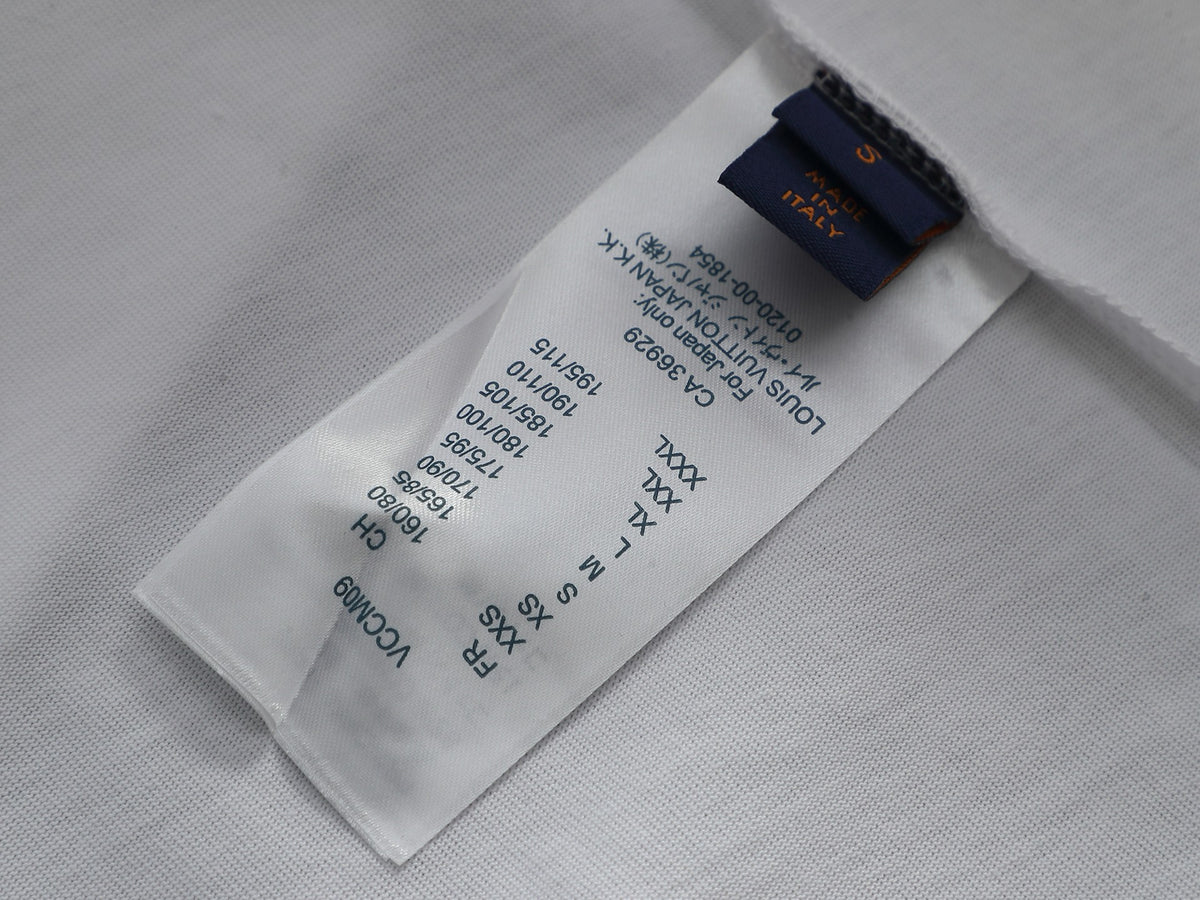 S
MADE
IN
ITALY
VCCM09
FR CH
XXS 160/80
XS 165/85
S 170/90
M 175/95
L 180/100
XL 185/105
XXL 190/110
XXXL 195/115
CA 36929
For Japan only:
LOUIS VUITTON JAPAN K.K.
ルイ・ヴィトン ジャパン(株)
0120-00-1854